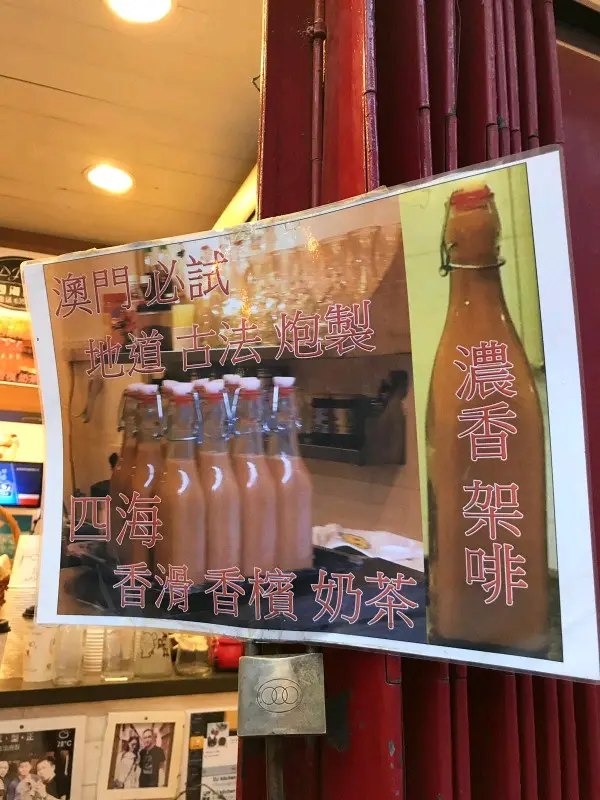 澳門 必試
地道 古法 炮製
四海
香滑 香檳 奶茶
濃香 架啡
28°C